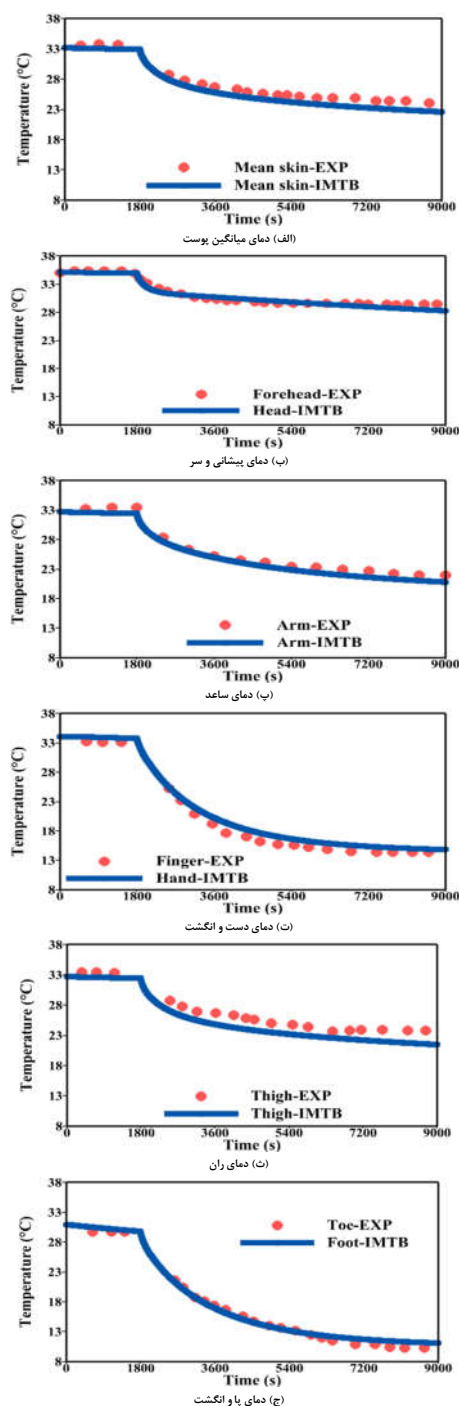 38
33
28
23
18
13
8
Temperature (°C)
Mean skin-EXP
Mean skin-IMTB
0 1800 3600 5400 7200 9000
Time (s)
(الف) دمای میانگین پوست
38
33
28
23
18
13
8
Temperature (°C)
Forehead-EXP
Head-IMTB
0 1800 3600 5400 7200 9000
Time (s)
(ب) دمای پیشانی و سر
38
33
28
23
18
13
8
Temperature (°C)
Arm-EXP
Arm-IMTB
0 1800 3600 5400 7200 9000
Time (s)
(پ) دمای ساعد
38
33
28
23
18
13
8
Temperature (°C)
Finger-EXP
Hand-IMTB
0 1800 3600 5400 7200 9000
Time (s)
(ت) دمای دست و انگشت
38
33
28
23
18
13
8
Temperature (°C)
Thigh-EXP
Thigh-IMTB
0 1800 3600 5400 7200 9000
Time (s)
(ث) دمای ران
38
33
28
23
18
13
8
Temperature (°C)
Toe-EXP
Foot-IMTB
0 1800 3600 5400 7200 9000
Time (s)
(ج) دمای پا و انگشت